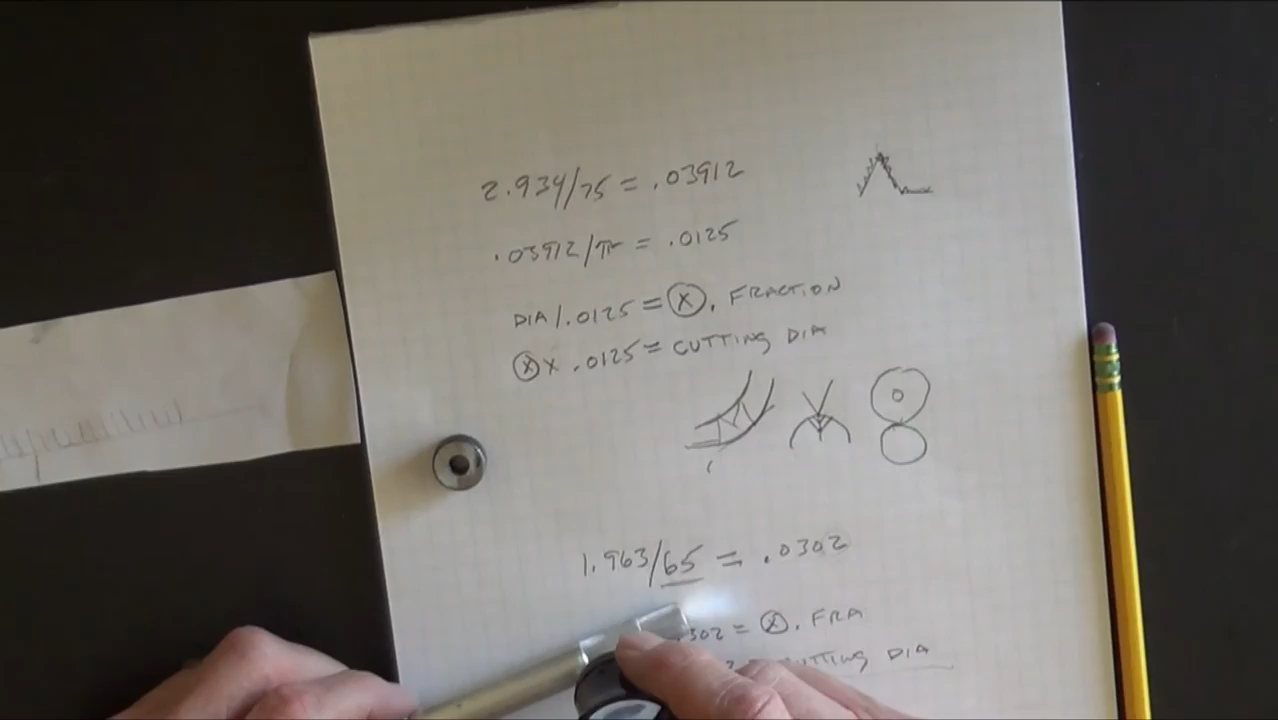 2.934/75 = .03912
.03912/π = .0125
DIA/.0125 = Ⓧ. FRACTION
Ⓧ x .0125 = CUTTING DIA
1.963/65 = .0302
.302 = Ⓧ. FRA
CUTTING DIA